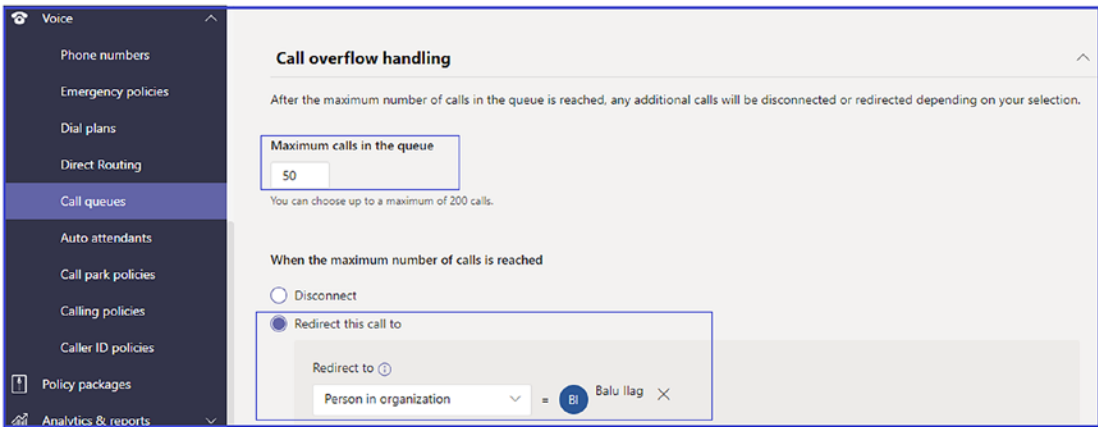 Voice
Phone numbers
Emergency policies
Dial plans
Direct Routing
Call queues
Auto attendants
Call park policies
Calling policies
Caller ID policies
Policy packages
Analytics & reports
Call overflow handling
After the maximum number of calls in the queue is reached, any additional calls will be disconnected or redirected depending on your selection.
Maximum calls in the queue
50
You can choose up to a maximum of 200 calls.
When the maximum number of calls is reached
Disconnect
Redirect this call to
Redirect to
Person in organization = BI Balu Ilag